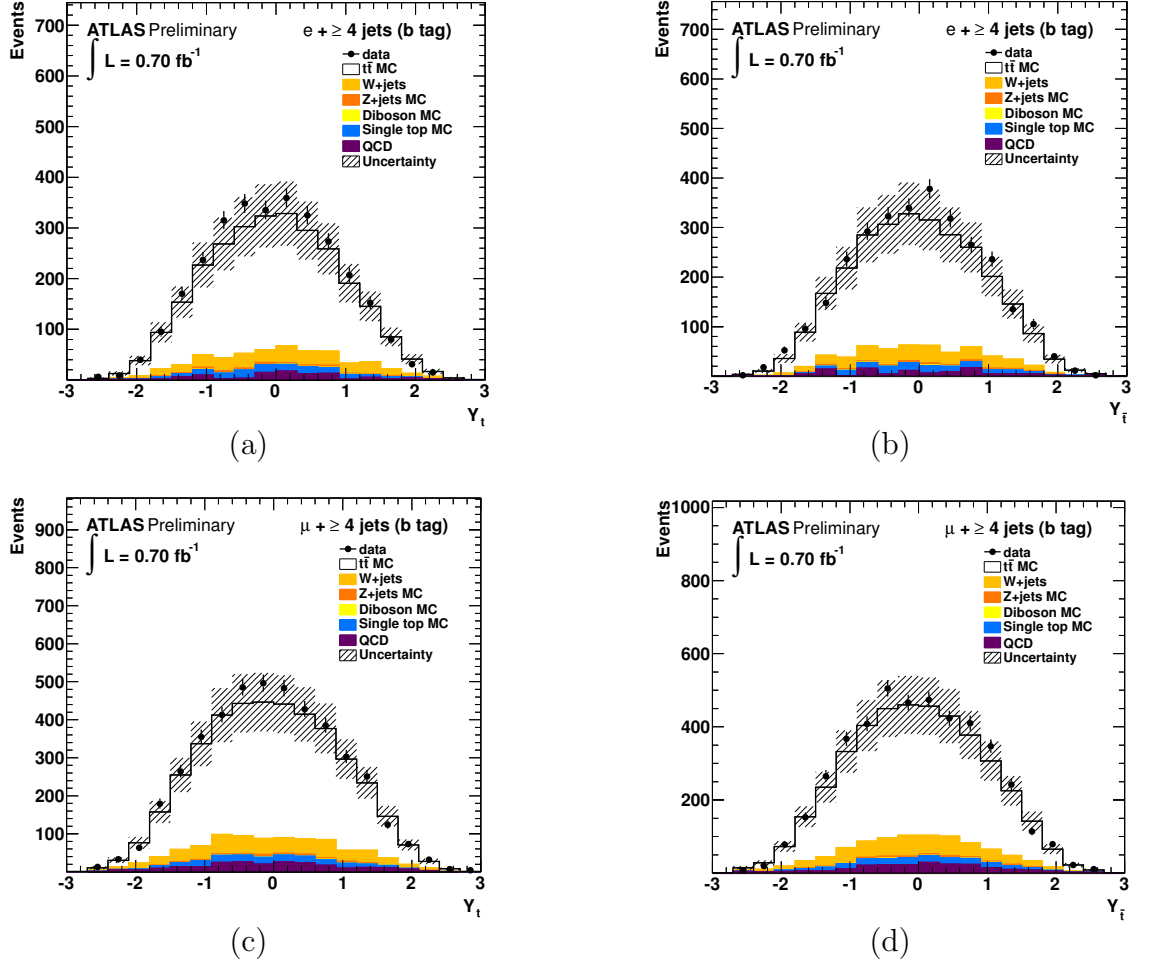 Events
700
600
500
400
300
200
100
ATLAS Preliminary
e + ≥ 4 jets (b tag)
∫ L = 0.70 fb⁻¹
data
tt̄ MC
W+jets
Z+jets MC
Diboson MC
Single top MC
QCD
Uncertainty
-3 -2 -1 0 1 2 3
Y_t
(a)
Events
700
600
500
400
300
200
100
0
ATLAS Preliminary
e + ≥ 4 jets (b tag)
∫ L = 0.70 fb⁻¹
data
tt̄ MC
W+jets
Z+jets MC
Diboson MC
Single top MC
QCD
Uncertainty
-3 -2 -1 0 1 2 3
Y_t̄
(b)
Events
900
800
700
600
500
400
300
200
100
ATLAS Preliminary
μ + ≥ 4 jets (b tag)
∫ L = 0.70 fb⁻¹
data
tt̄ MC
W+jets
Z+jets MC
Diboson MC
Single top MC
QCD
Uncertainty
-3 -2 -1 0 1 2 3
Y_t
(c)
Events
1000
800
600
400
200
0
ATLAS Preliminary
μ + ≥ 4 jets (b tag)
∫ L = 0.70 fb⁻¹
data
tt̄ MC
W+jets
Z+jets MC
Diboson MC
Single top MC
QCD
Uncertainty
-3 -2 -1 0 1 2 3
Y_t̄
(d)